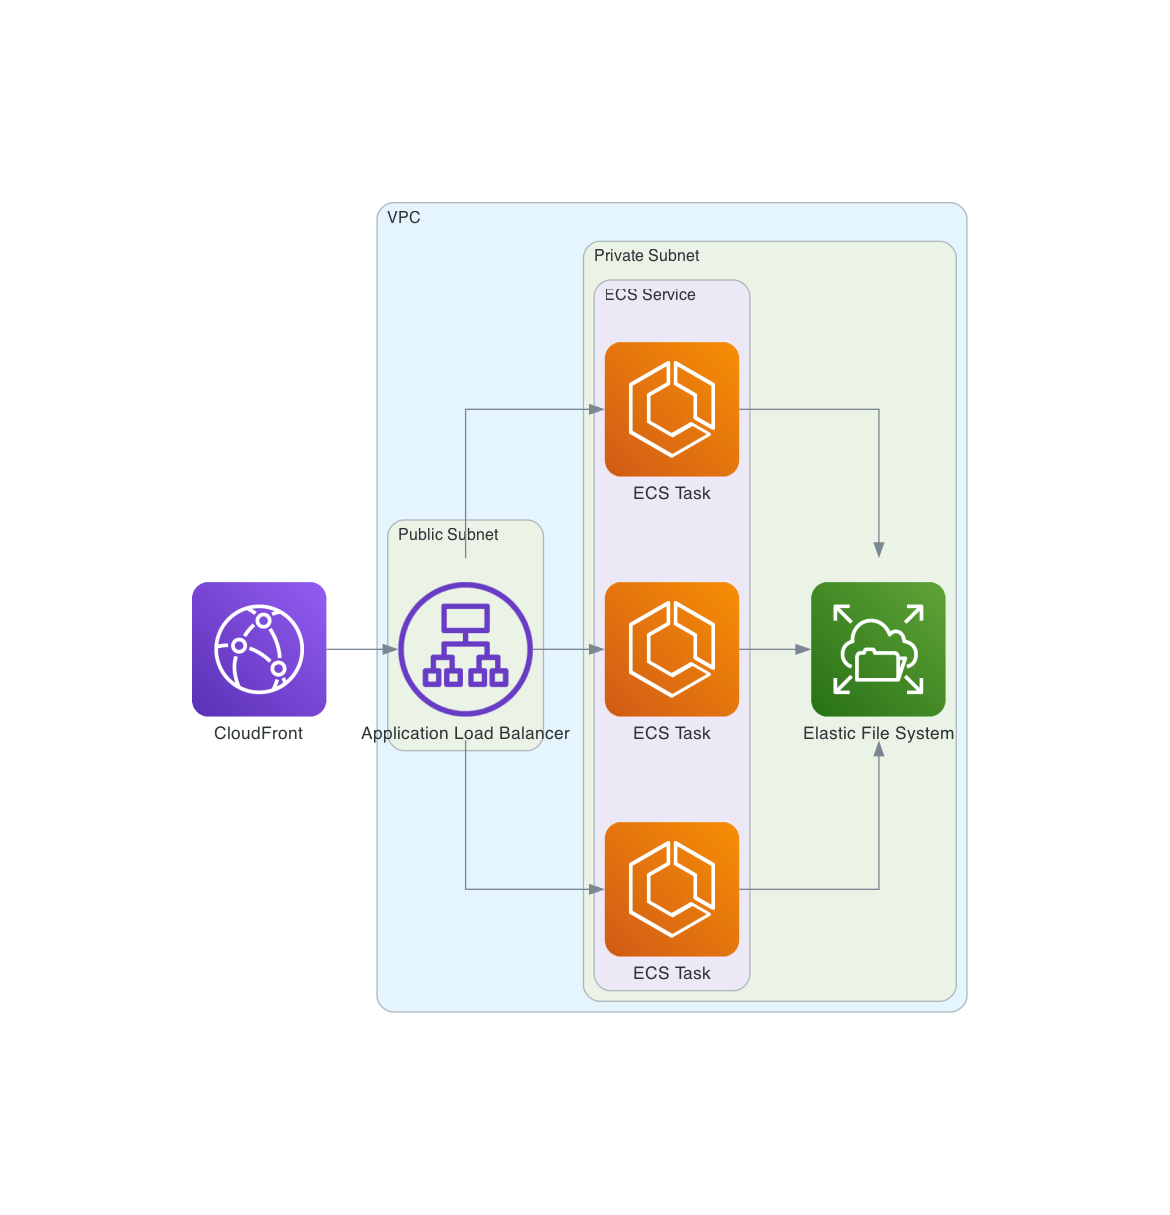 VPC
Private Subnet
ECS Service
ECS Task
Public Subnet
CloudFront
Application Load Balancer
ECS Task
Elastic File System
ECS Task